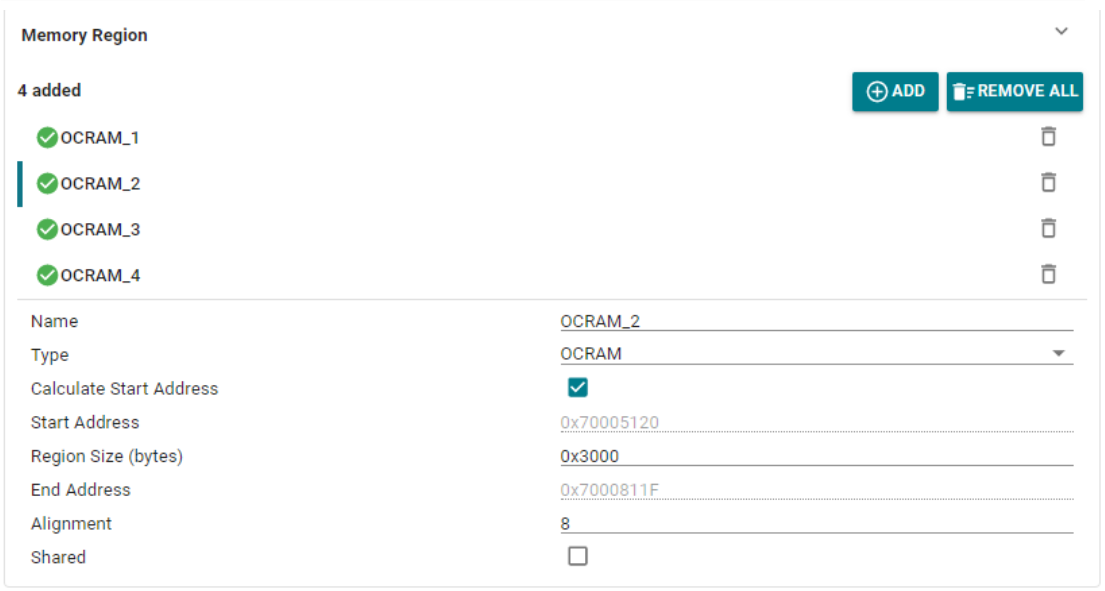 Memory Region
4 added
ADD REMOVE ALL
OCRAM_1
OCRAM_2
OCRAM_3
OCRAM_4
Name OCRAM_2
Type OCRAM
Calculate Start Address
Start Address 0x70005120
Region Size (bytes) 0x3000
End Address 0x7000811F
Alignment 8
Shared